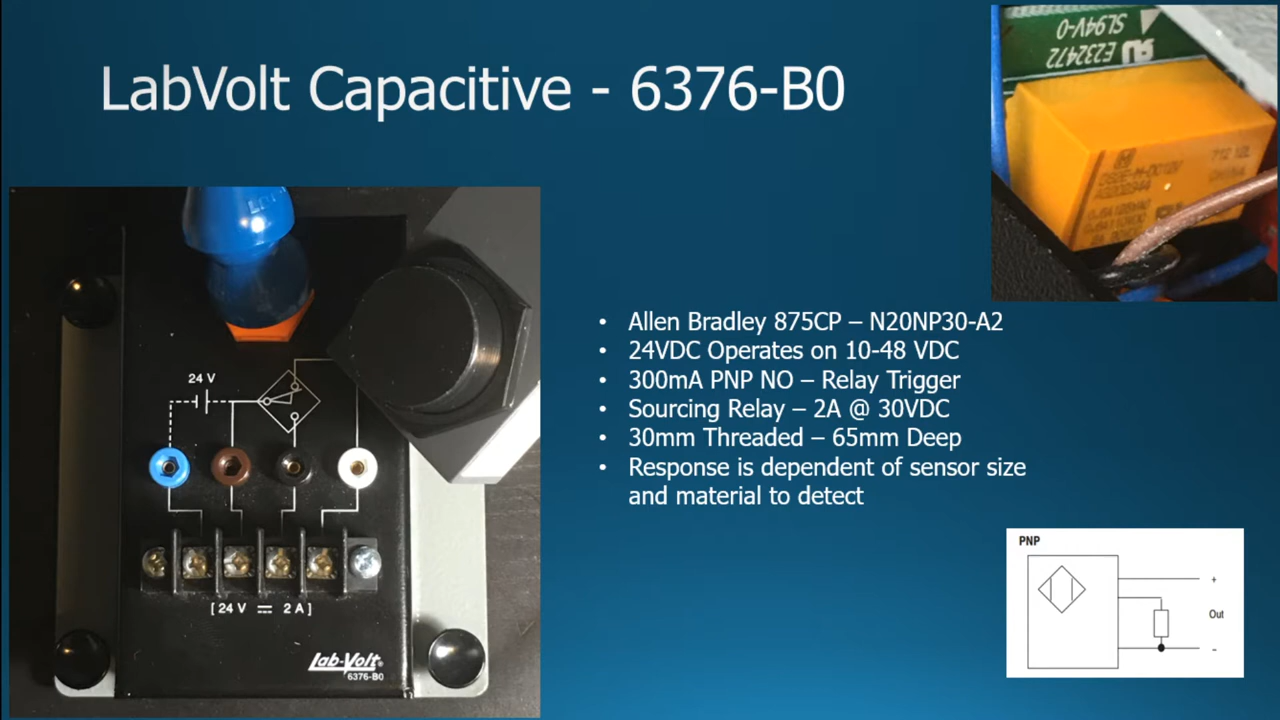 LabVolt Capacitive - 6376-B0
SL94V-0
E232472
712 12L
24 V
[ 24 V 2 A ]
Lab-Volt®
6376-B0
• Allen Bradley 875CP – N20NP30-A2
• 24VDC Operates on 10-48 VDC
• 300mA PNP NO – Relay Trigger
• Sourcing Relay – 2A @ 30VDC
• 30mm Threaded – 65mm Deep
• Response is dependent of sensor size
and material to detect
PNP
+
Out
-